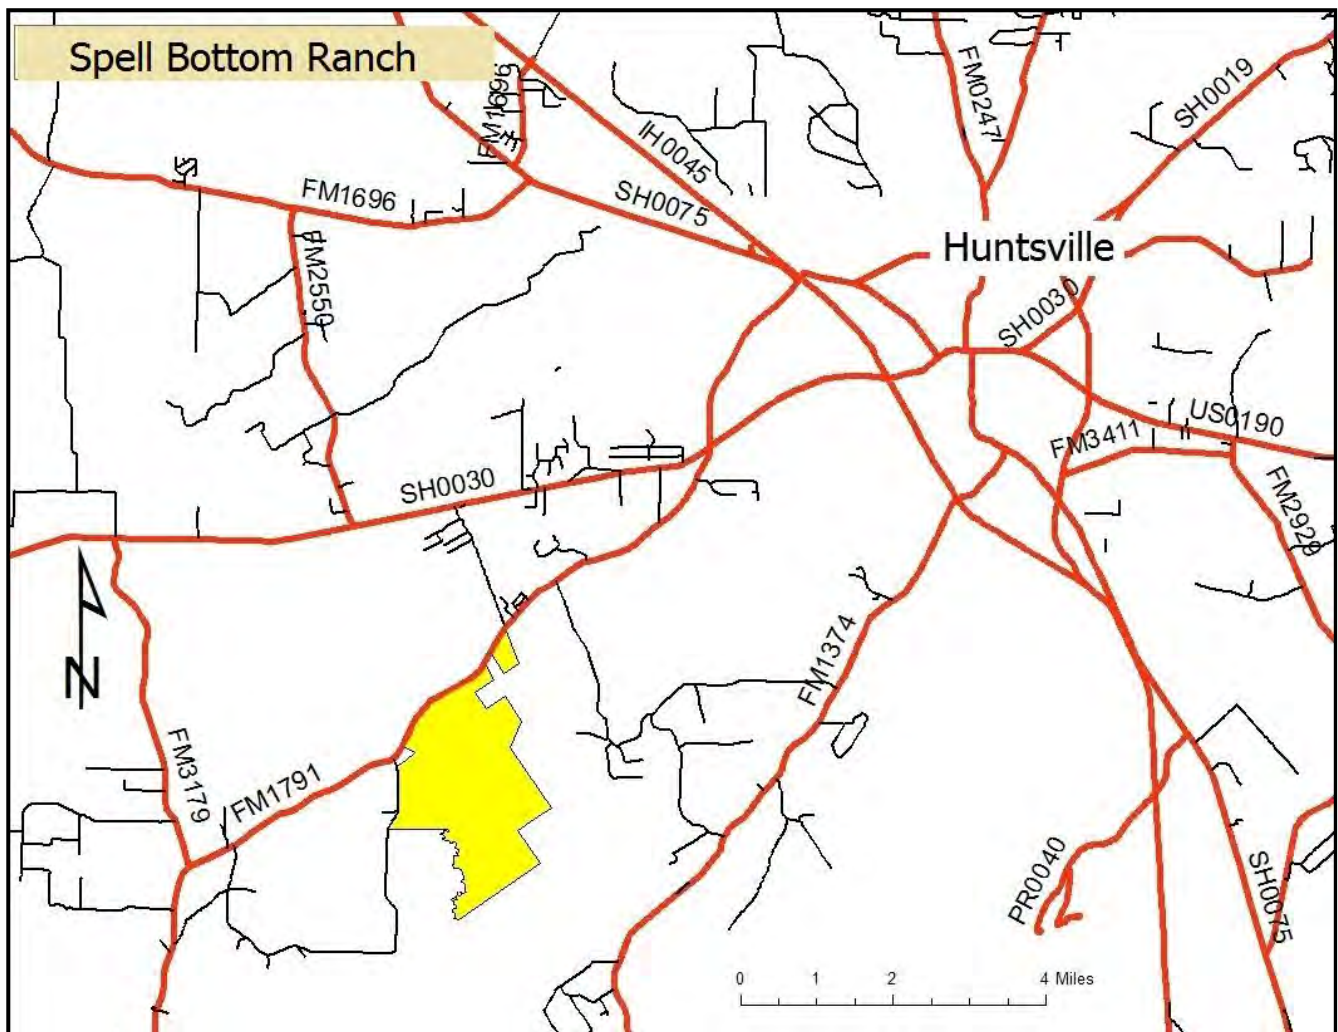 Spell Bottom Ranch
FM1696
IH0045
FM0247
SH0019
FM1696
SH0075
Huntsville
FM2550
SH0030
US0190
FM3411
SH0030
FM2929
N
FM1374
FM3179
FM1791
PR0040
SH0075
0 1 2 4 Miles